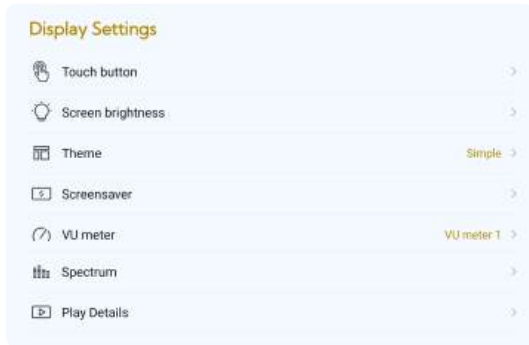 Display Settings
Touch button
Screen brightness
Theme Simple
Screensaver
VU meter VU meter 1
Spectrum
Play Details